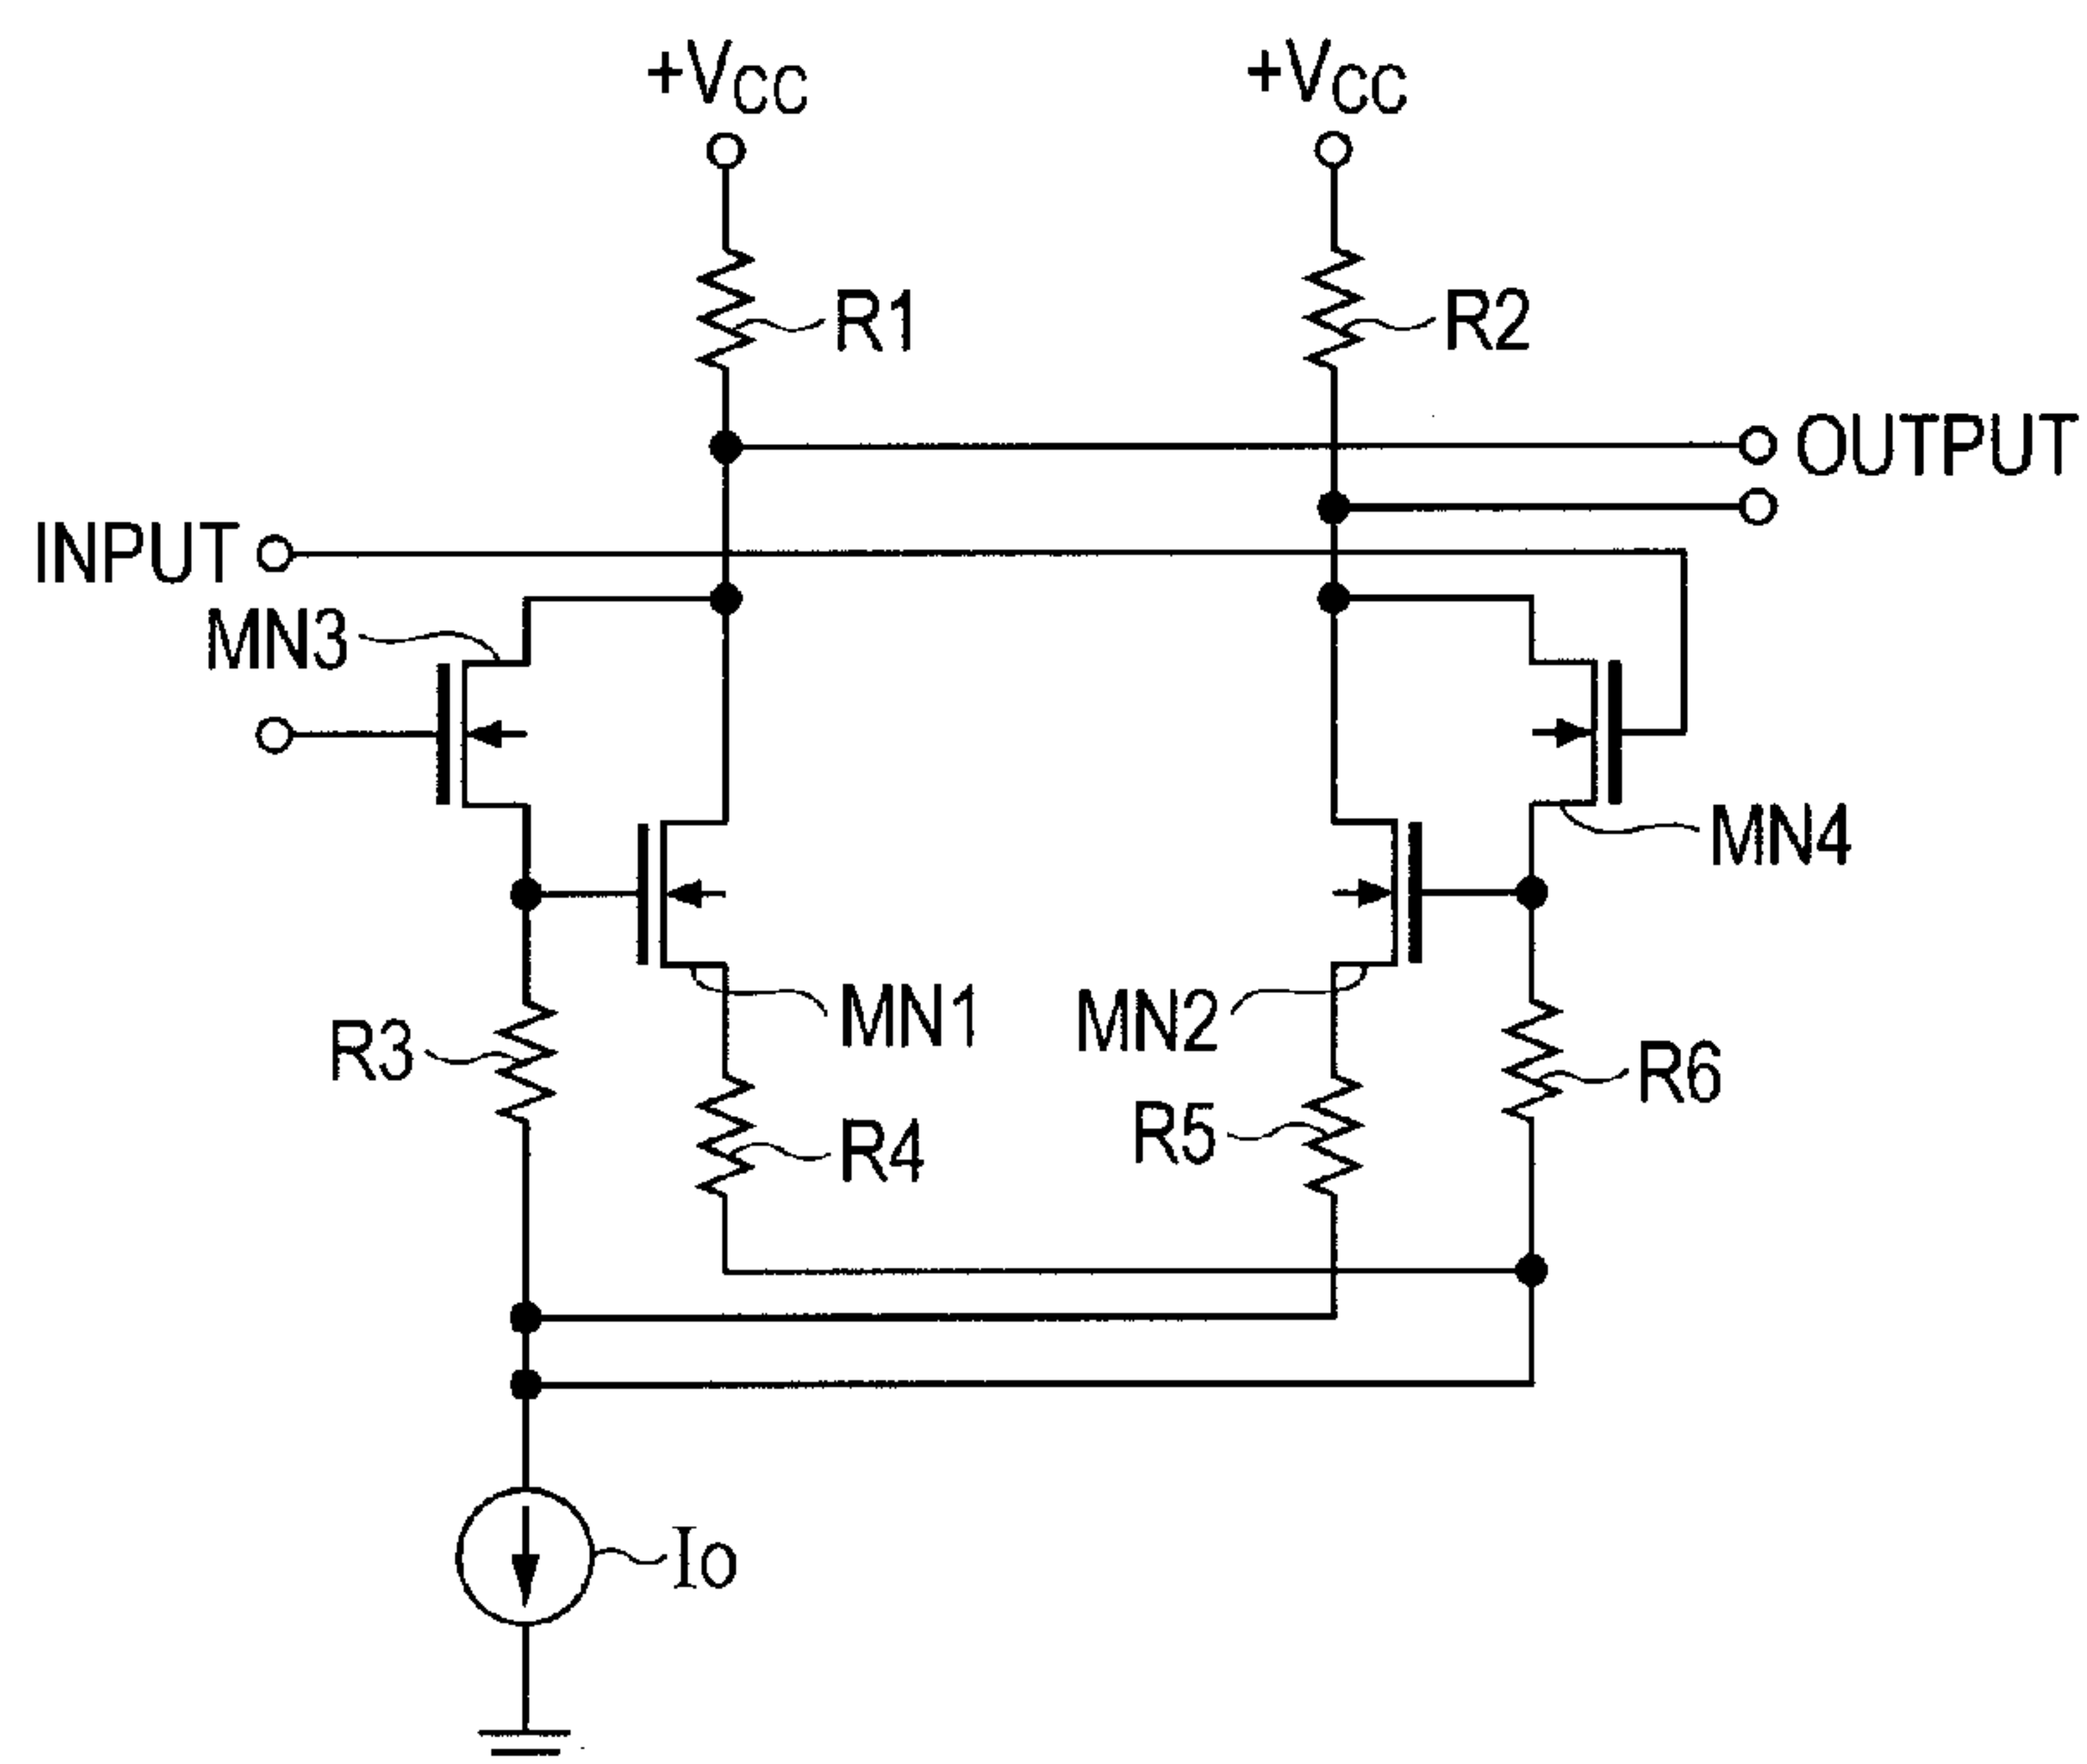 +VCC
+VCC
R1
R2
OUTPUT
INPUT
MN3
MN4
MN1
MN2
R3
R6
R4
R5
Io